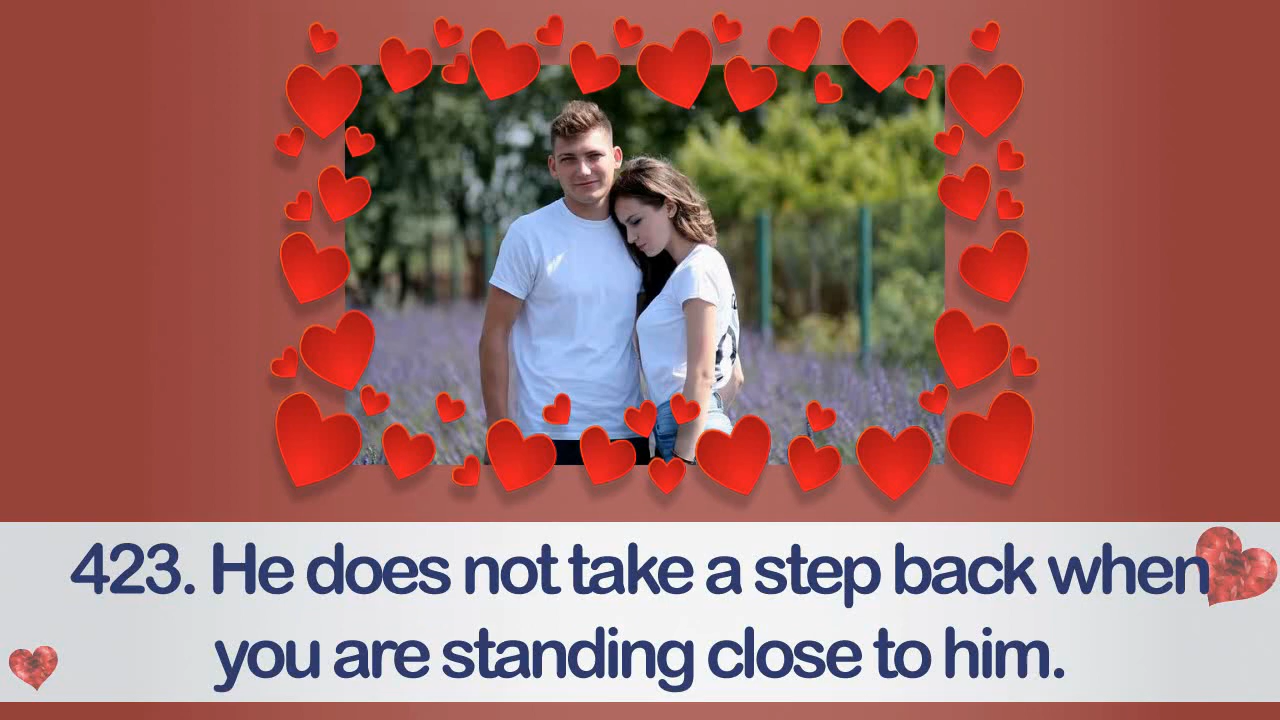 423. He does not take a step back when
you are standing close to him.